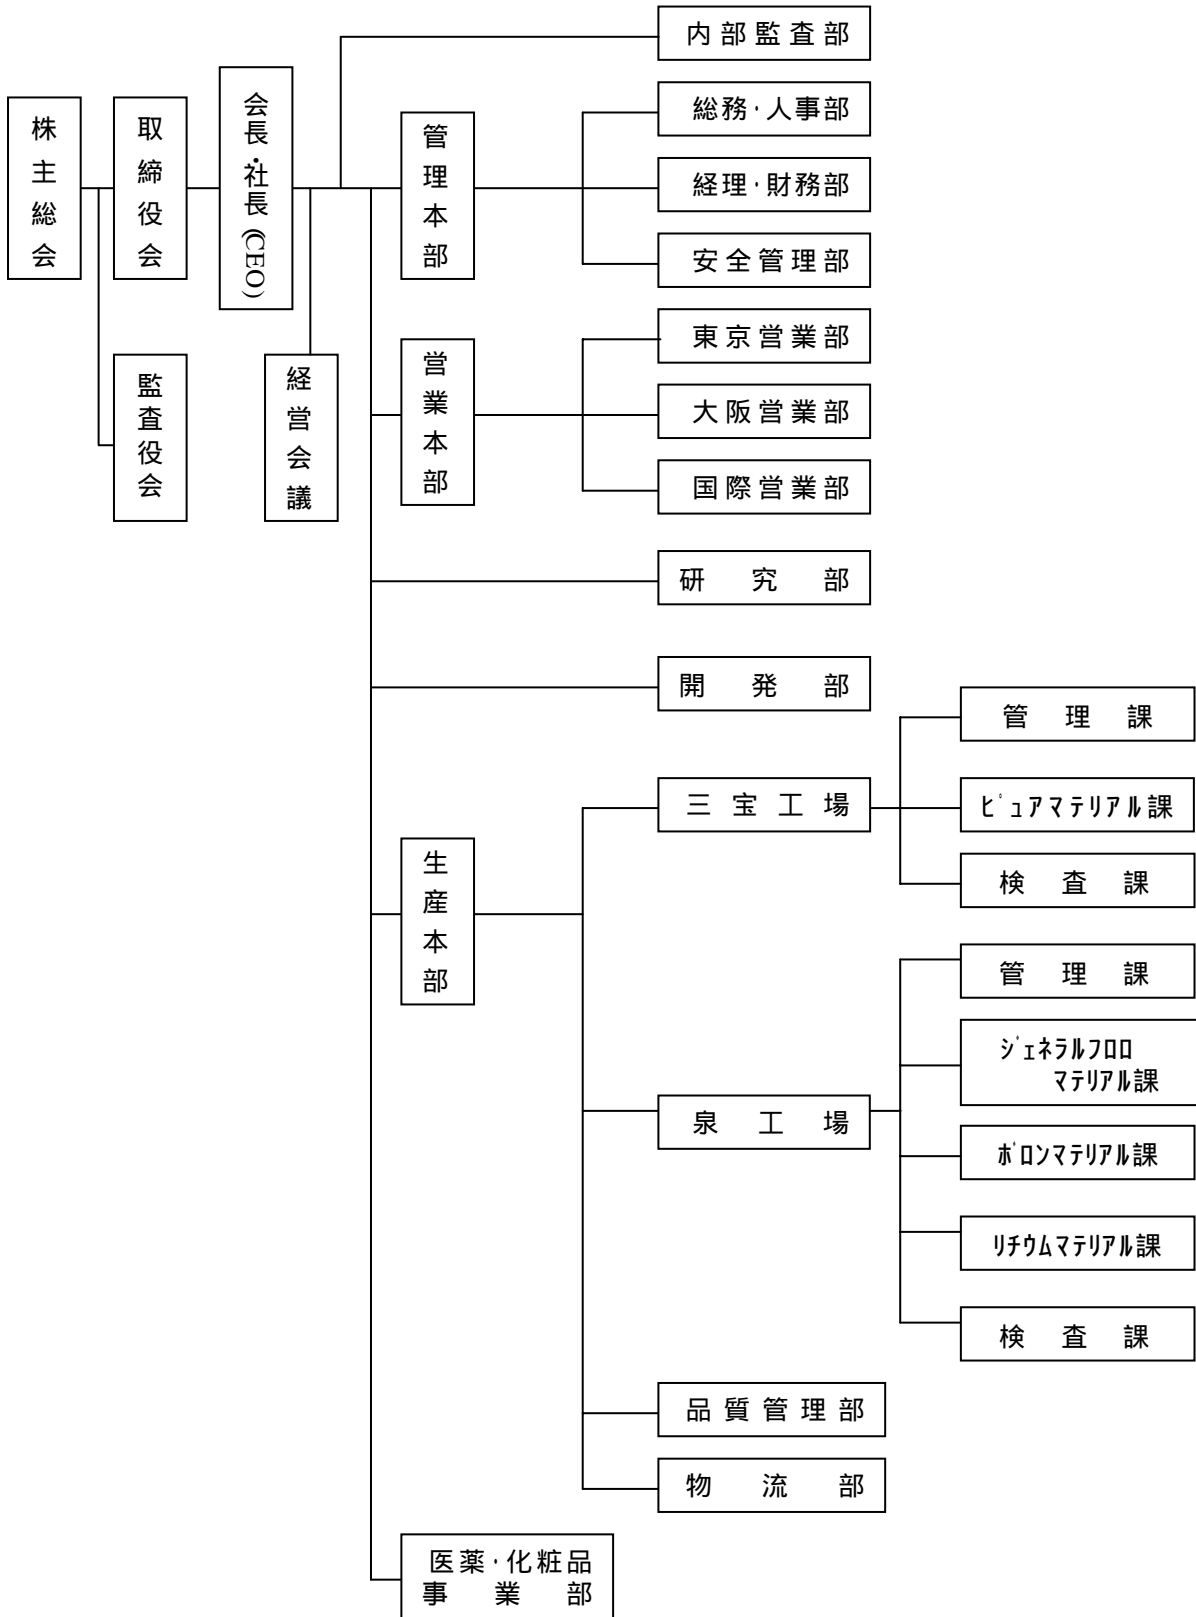 株主総会
取締役会
監査役会
会長・社長(CEO)
経営会議
内部監査部
管理本部
総務・人事部
経理・財務部
安全管理部
営業本部
東京営業部
大阪営業部
国際営業部
研究部
開発部
生産本部
三宝工場
管理課
ﾋﾟｭｱﾏﾃﾘｱﾙ課
検査課
泉工場
管理課
ｼﾞｪﾈﾗﾙﾌﾛﾛ
ﾏﾃﾘｱﾙ課
ﾎﾞﾛﾝﾏﾃﾘｱﾙ課
ﾘﾁｳﾑﾏﾃﾘｱﾙ課
検査課
品質管理部
物流部
医薬・化粧品
事業部